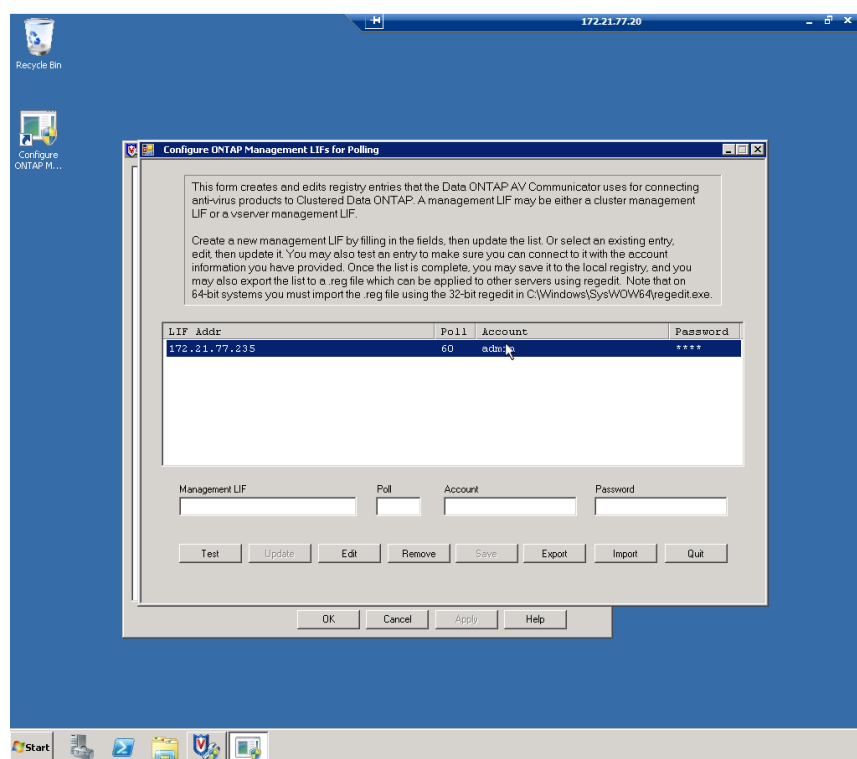 172.21.77.20
Recycle Bin
Configure
ONTAP M...
Configure ONTAP Management LIFs for Polling
This form creates and edits registry entries that the Data ONTAP AV Communicator uses for connecting
anti-virus products to Clustered Data ONTAP. A management LIF may be either a cluster management
LIF or a vserver management LIF.
Create a new management LIF by filling in the fields, then update the list. Or select an existing entry,
edit, then update it. You may also test an entry to make sure you can connect to it with the account
information you have provided. Once the list is complete, you may save it to the local registry, and you
may also export the list to a .reg file which can be applied to other servers using regedit. Note that on
64-bit systems you must import the .reg file using the 32-bit regedit in C:\Windows\SysWOW64\regedit.exe.
LIF Addr Poll Account Password
172.21.77.235 60 admin ****
Management LIF Poll Account Password
Test Update Edit Remove Save Export Import Quit
OK Cancel Apply Help
Start